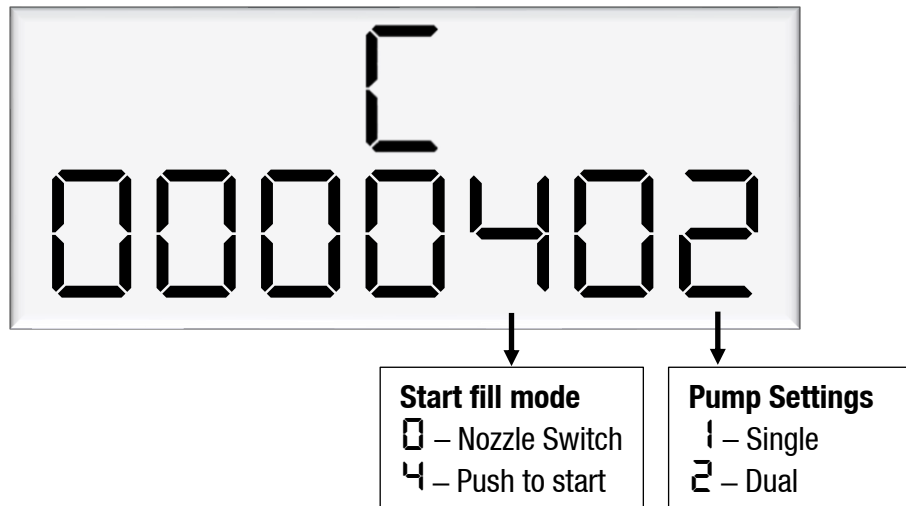 C
0000402
Start fill mode
0 – Nozzle Switch
4 – Push to start
Pump Settings
1 – Single
2 – Dual